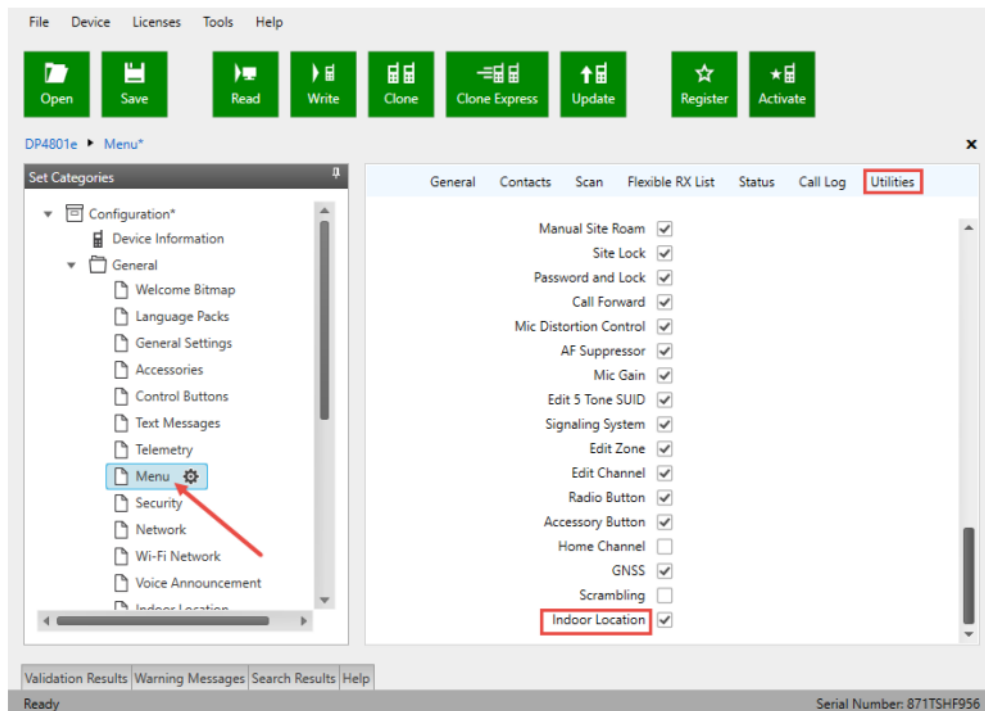 File Device Licenses Tools Help
Open Save Read Write Clone Clone Express Update Register Activate
DP4801e Menu*
Set Categories
Configuration*
Device Information
General
Welcome Bitmap
Language Packs
General Settings
Accessories
Control Buttons
Text Messages
Telemetry
Menu
Security
Network
Wi-Fi Network
Voice Announcement
Indoor Location
General Contacts Scan Flexible RX List Status Call Log Utilities
Manual Site Roam
Site Lock
Password and Lock
Call Forward
Mic Distortion Control
AF Suppressor
Mic Gain
Edit 5 Tone SUID
Signaling System
Edit Zone
Edit Channel
Radio Button
Accessory Button
Home Channel
GNSS
Scrambling
Indoor Location
Validation Results Warning Messages Search Results Help
Ready Serial Number: 871TSHF956